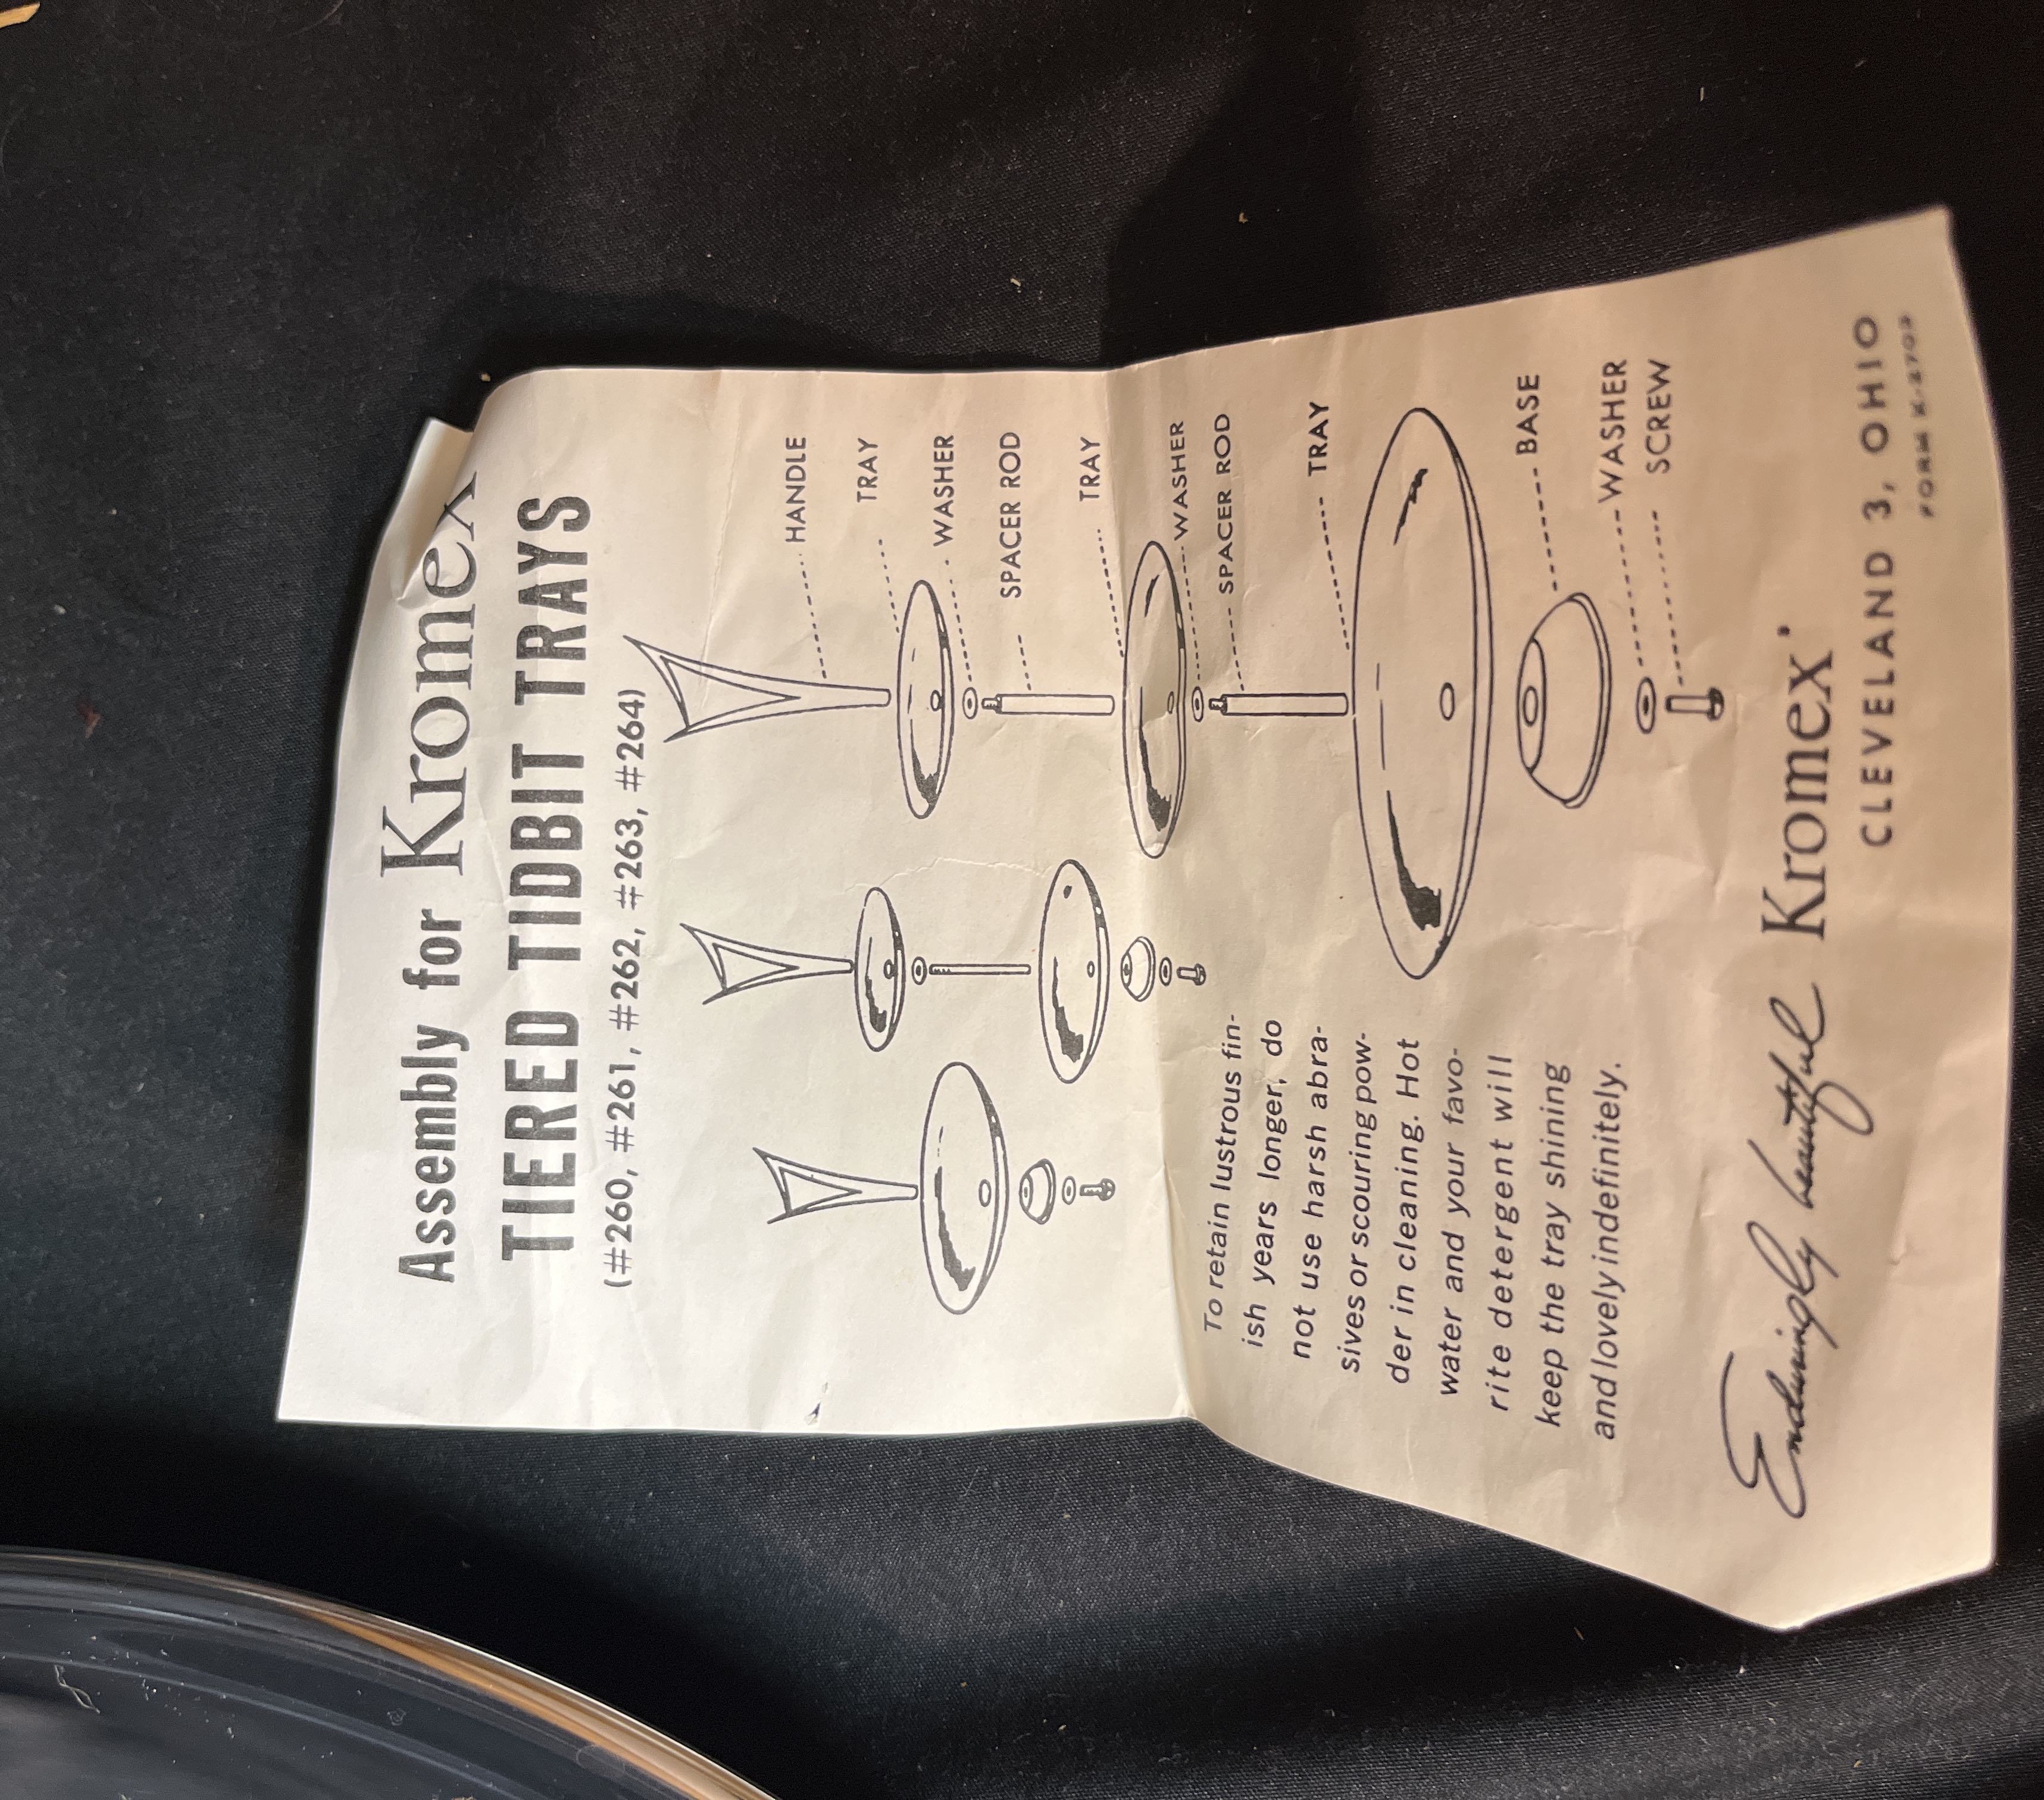 Assembly for Kromex
TIERED TIDBIT TRAYS
(#260, #261, #262, #263, #264)
HANDLE
TRAY
WASHER
SPACER ROD
TRAY
WASHER
SPACER ROD
TRAY
BASE
WASHER
SCREW
To retain lustrous fin-
ish years longer, do
not use harsh abra-
sives or scouring pow-
der in cleaning. Hot
water and your favo-
rite detergent will
keep the tray shining
and lovely indefinitely.
Enduringly beautiful Kromex
CLEVELAND 3, OHIO
FORM